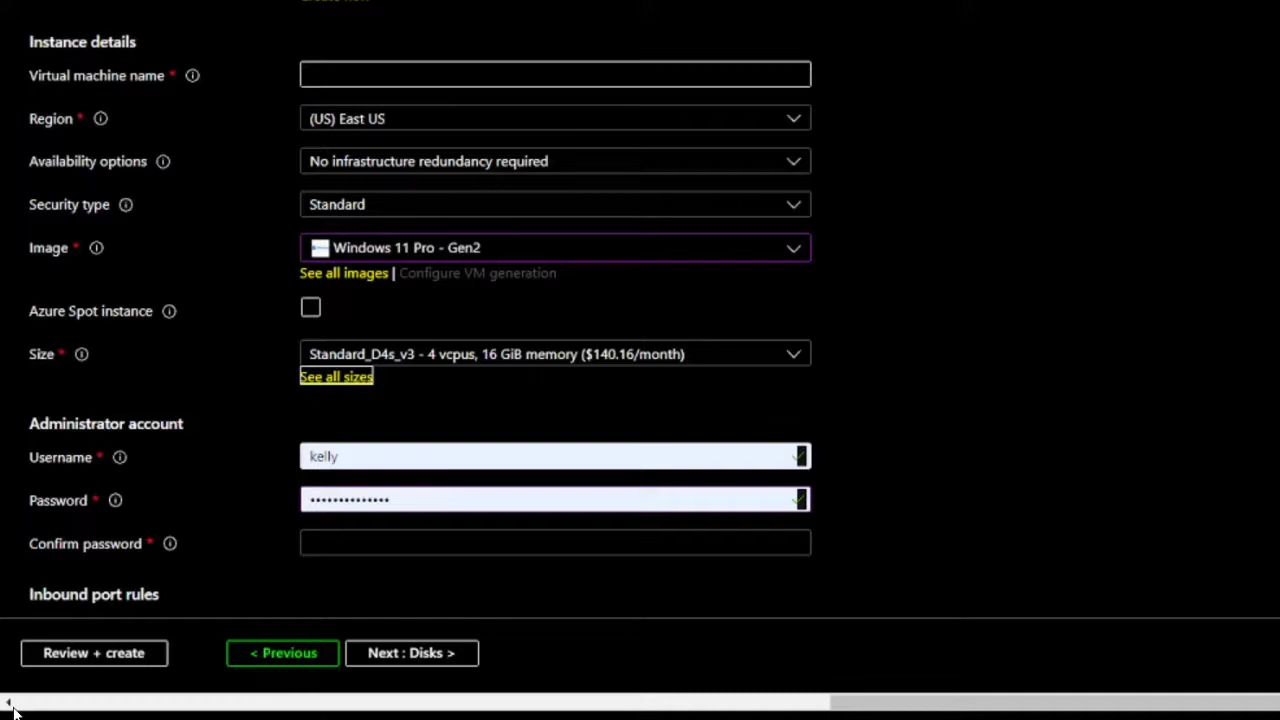 Instance details
Virtual machine name *
Region * (US) East US
Availability options No infrastructure redundancy required
Security type Standard
Image * Windows 11 Pro - Gen2
See all images | Configure VM generation
Azure Spot instance
Size * Standard_D4s_v3 - 4 vcpus, 16 GiB memory ($140.16/month)
See all sizes
Administrator account
Username * kelly
Password * ••••••••••••••
Confirm password *
Inbound port rules
Review + create < Previous Next : Disks >